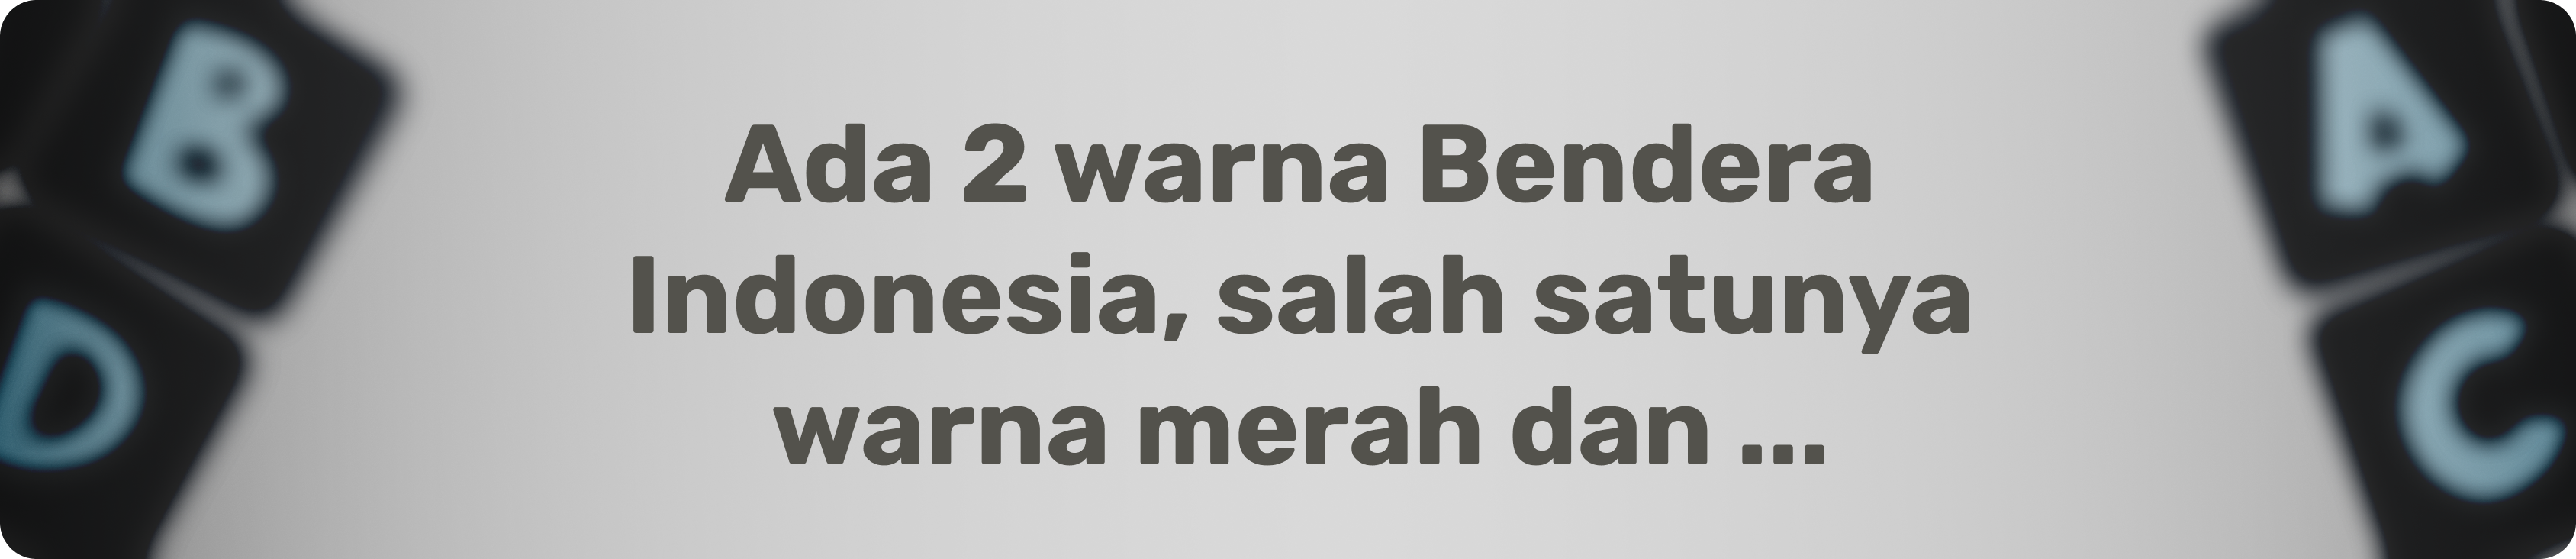 B
A
Ada 2 warna Bendera
Indonesia, salah satunya
warna merah dan ...
D
C